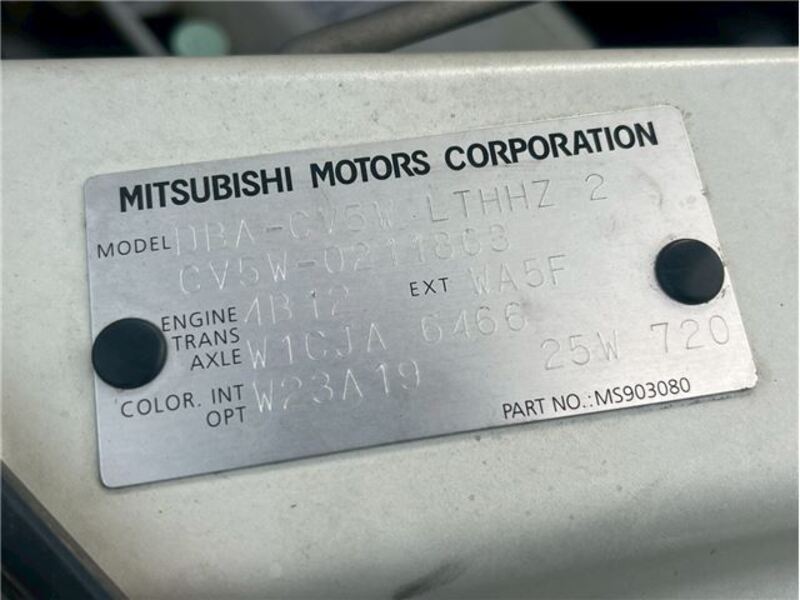 MITSUBISHI MOTORS CORPORATION
MODEL DBA-CV5W LTHHZ 2
CV5W-0211863
ENGINE 4B12 EXT WA5F
TRANS AXLE W1CJA 6466
COLOR. INT OPT W23A19 25W 720
PART NO.:MS903080